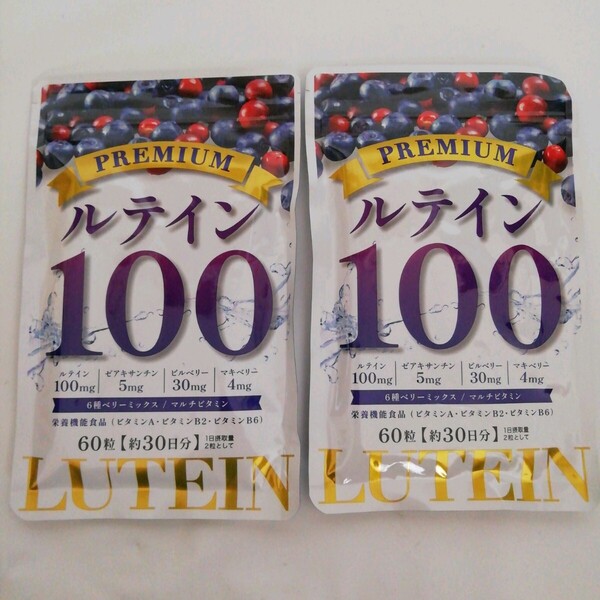 PREMIUM
ルテイン
100
ルテイン 100mg
ゼアキサンチン 5mg
ビルベリー 30mg
マキベリー 4mg
6種ベリーミックス / マルチビタミン
栄養機能食品(ビタミンA・ビタミンB2・ビタミンB6)
60粒【約30日分】1日摂取量2粒として
LUTEIN
PREMIUM
ルテイン
100
ルテイン 100mg
ゼアキサンチン 5mg
ビルベリー 30mg
マキベリー 4mg
6種ベリーミックス / マルチビタミン
栄養機能食品(ビタミンA・ビタミンB2・ビタミンB6)
60粒【約30日分】1日摂取量2粒として
LUTEIN